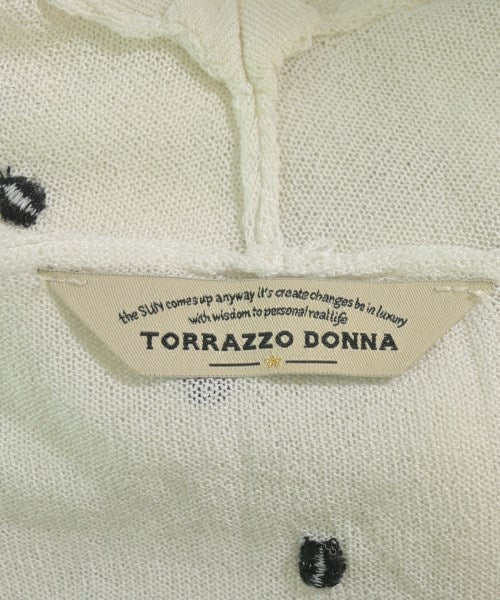 the SUN comes up anyway it's create changes be in luxury
with wisdom to personal real life
TORRAZZO DONNA